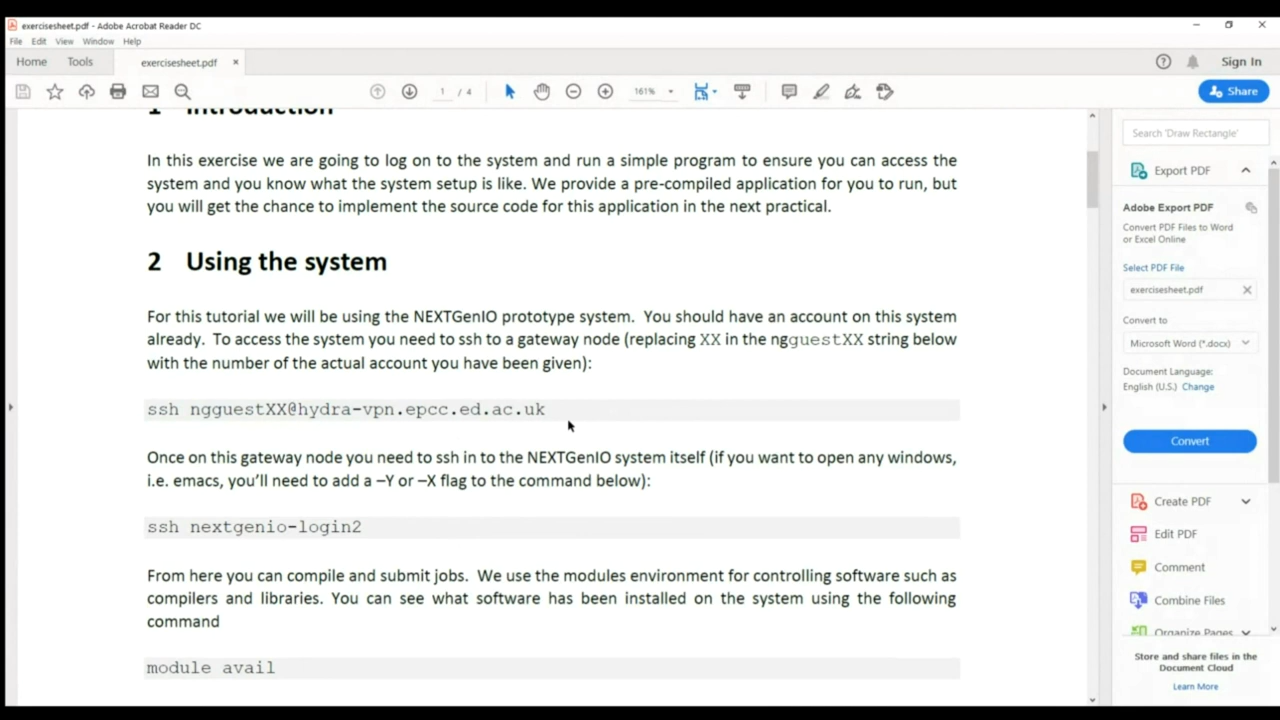 exercisesheet.pdf - Adobe Acrobat Reader DC
File Edit View Window Help
Home Tools exercisesheet.pdf × Sign In
1 / 4 161% Share
1 Introduction
In this exercise we are going to log on to the system and run a simple program to ensure you can access the
system and you know what the system setup is like. We provide a pre-compiled application for you to run, but
you will get the chance to implement the source code for this application in the next practical.
2 Using the system
For this tutorial we will be using the NEXTGenIO prototype system. You should have an account on this system
already. To access the system you need to ssh to a gateway node (replacing XX in the ngguestXX string below
with the number of the actual account you have been given):
ssh ngguestXX@hydra-vpn.epcc.ed.ac.uk
Once on this gateway node you need to ssh in to the NEXTGenIO system itself (if you want to open any windows,
i.e. emacs, you'll need to add a –Y or –X flag to the command below):
ssh nextgenio-login2
From here you can compile and submit jobs. We use the modules environment for controlling software such as
compilers and libraries. You can see what software has been installed on the system using the following
command
module avail
Search 'Draw Rectangle'
Export PDF
Adobe Export PDF
Convert PDF Files to Word
or Excel Online
Select PDF File
exercisesheet.pdf
Convert to
Microsoft Word (*.docx)
Document Language:
English (U.S.) Change
Convert
Create PDF
Edit PDF
Comment
Combine Files
Organize Pages
Store and share files in the
Document Cloud
Learn More